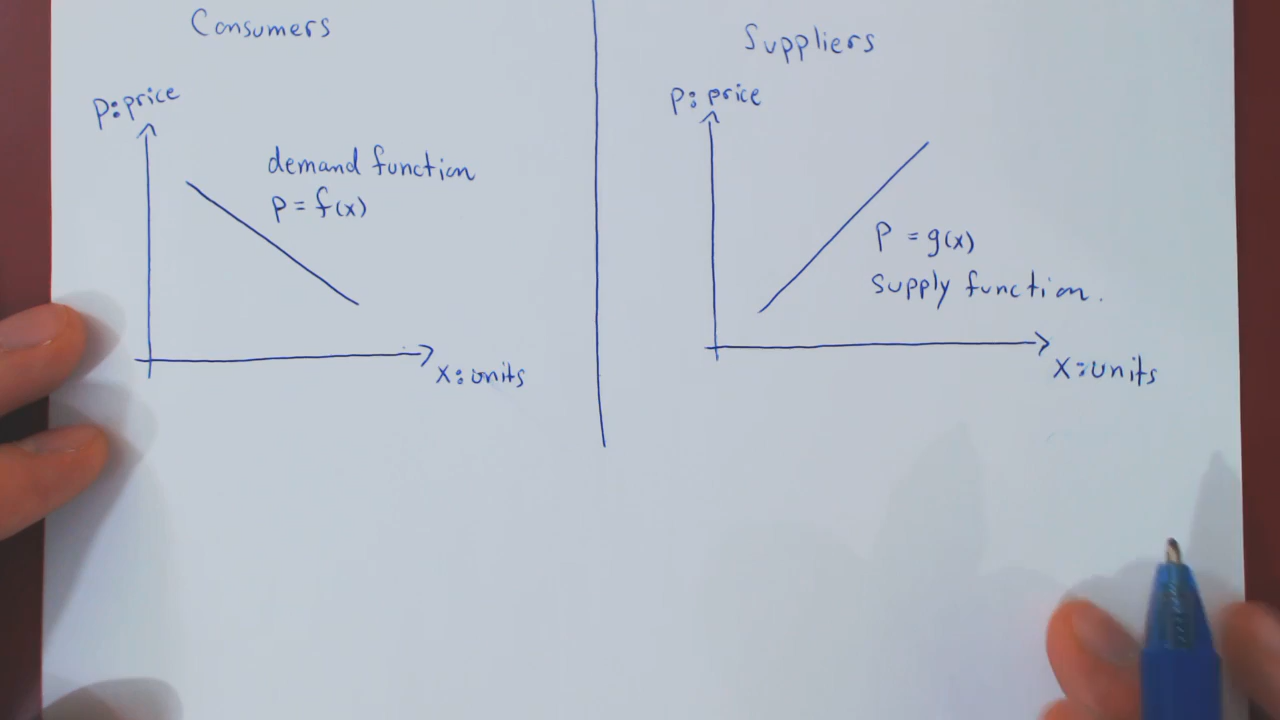 Consumers
p: price
demand function
p = f(x)
x: units
Suppliers
p: price
p = g(x)
supply function.
x: units